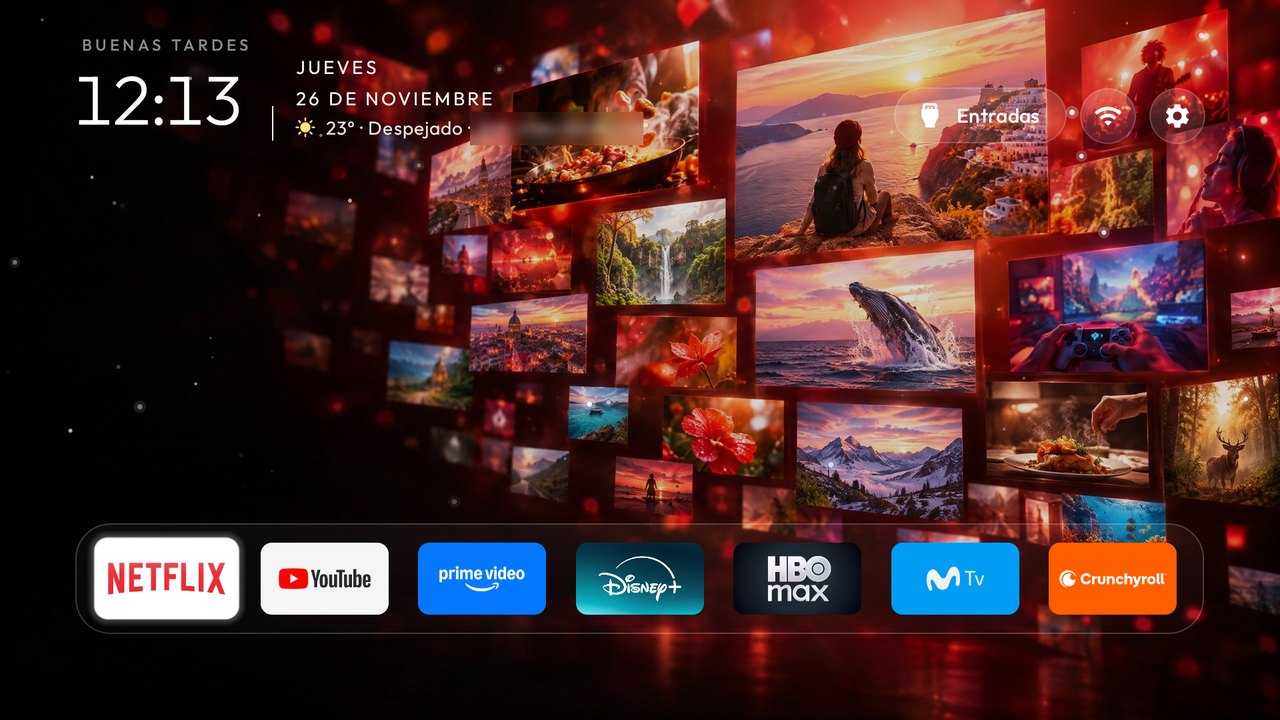 BUENAS TARDES
12:13
JUEVES
26 DE NOVIEMBRE
23° · Despejado ·
Entradas
NETFLIX
YouTube
prime video
Disney+
HBO max
Tv
Crunchyroll